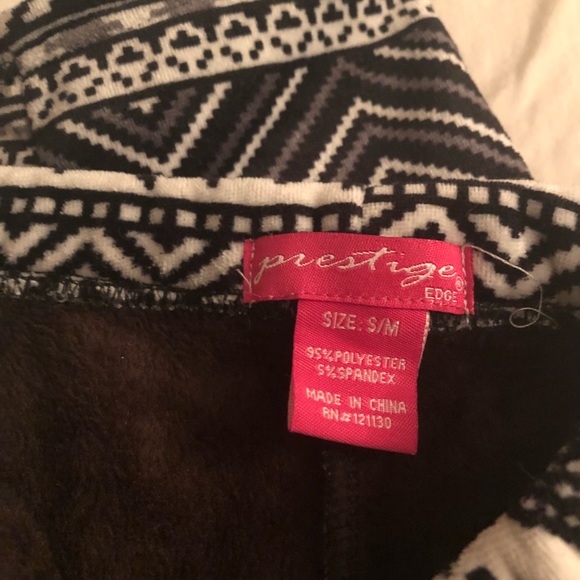 prestige®
EDGE
SIZE: S/M
95%POLYESTER
5%SPANDEX
MADE IN CHINA
RN#121130